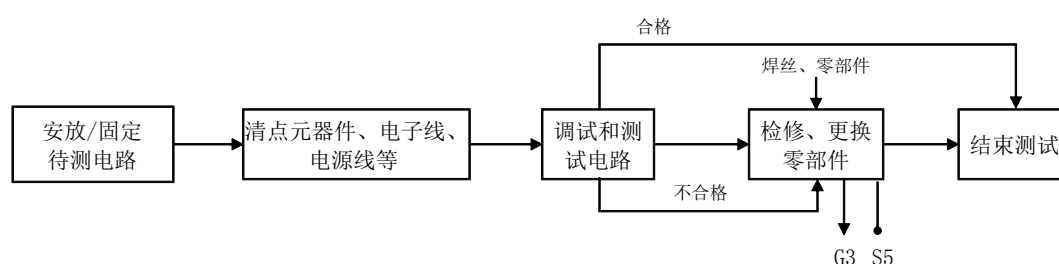 合格
焊丝、零部件
安放/固定
待测电路
清点元器件、电子线、
电源线等
调试和测
试电路
检修、更换
零部件
结束测试
不合格
G3 S5